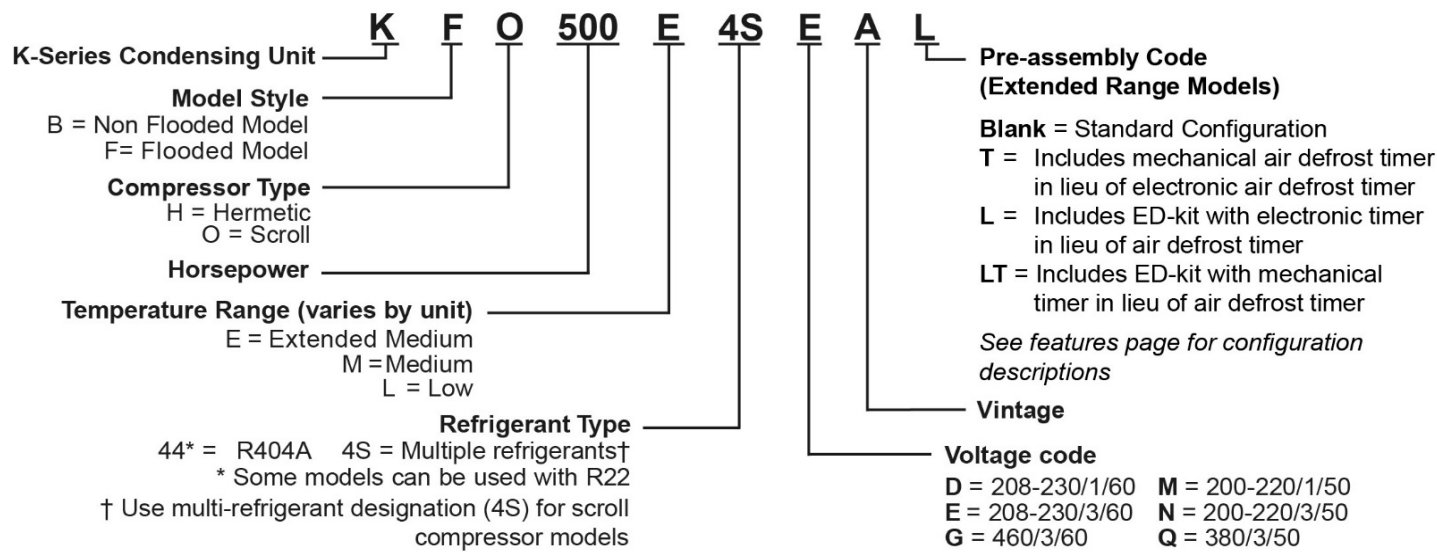 K F O 500 E 4S E A L
K-Series Condensing Unit
Model Style
B = Non Flooded Model
F= Flooded Model
Compressor Type
H = Hermetic
O = Scroll
Horsepower
Temperature Range (varies by unit)
E = Extended Medium
M =Medium
L = Low
Refrigerant Type
44* = R404A 4S = Multiple refrigerants†
* Some models can be used with R22
† Use multi-refrigerant designation (4S) for scroll
compressor models
Pre-assembly Code
(Extended Range Models)
Blank = Standard Configuration
T = Includes mechanical air defrost timer
in lieu of electronic air defrost timer
L = Includes ED-kit with electronic timer
in lieu of air defrost timer
LT = Includes ED-kit with mechanical
timer in lieu of air defrost timer
See features page for configuration
descriptions
Vintage
Voltage code
D = 208-230/1/60 M = 200-220/1/50
E = 208-230/3/60 N = 200-220/3/50
G = 460/3/60 Q = 380/3/50